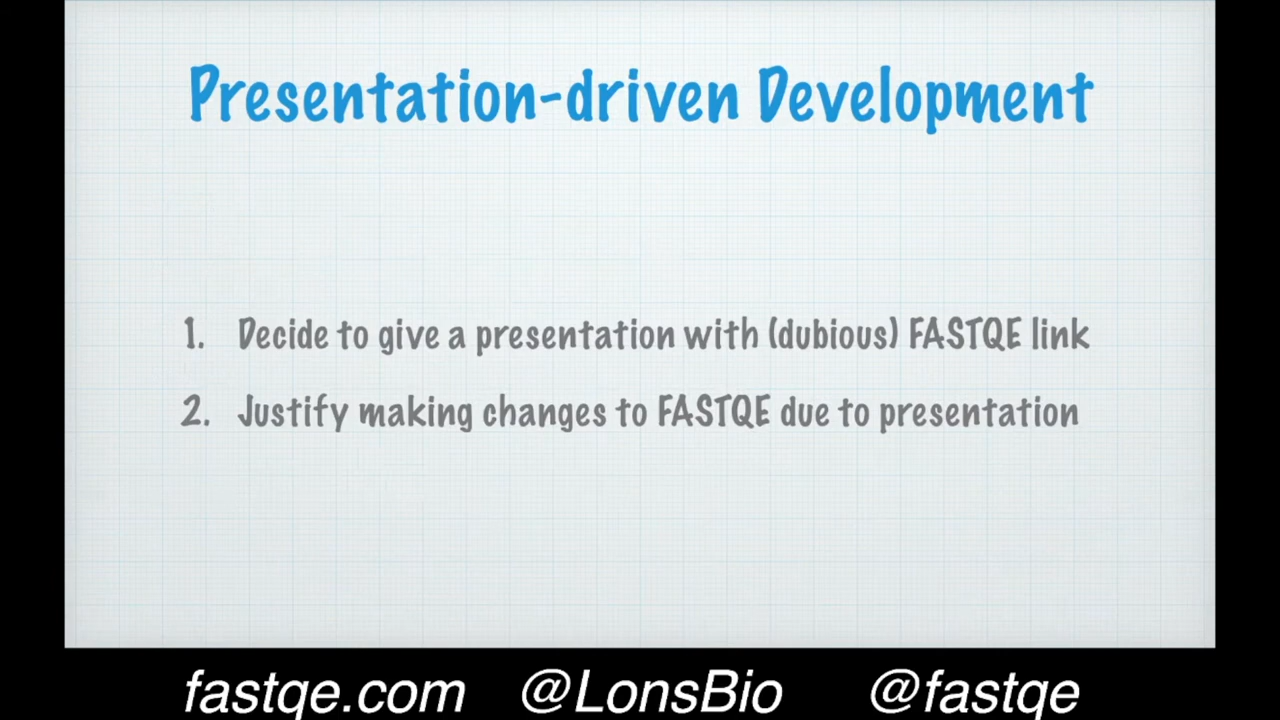 Presentation-driven Development
1. Decide to give a presentation with (dubious) FASTQE link
2. Justify making changes to FASTQE due to presentation
fastqe.com @LonsBio @fastqe